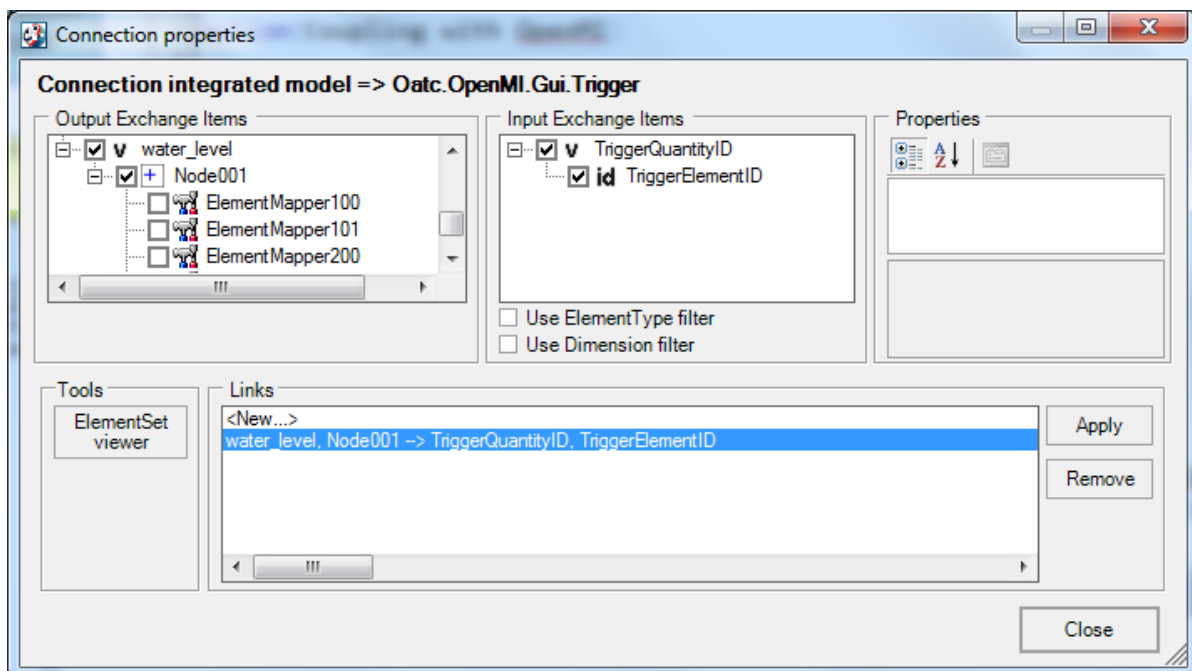 Connection properties
Connection integrated model => Oatc.OpenMI.Gui.Trigger
Output Exchange Items
water_level
Node001
ElementMapper100
ElementMapper101
ElementMapper200
Input Exchange Items
v TriggerQuantityID
id TriggerElementID
Use ElementType filter
Use Dimension filter
Properties
Tools
ElementSet
viewer
Links
<New...>
water_level, Node001 --> TriggerQuantityID, TriggerElementID
Apply
Remove
Close